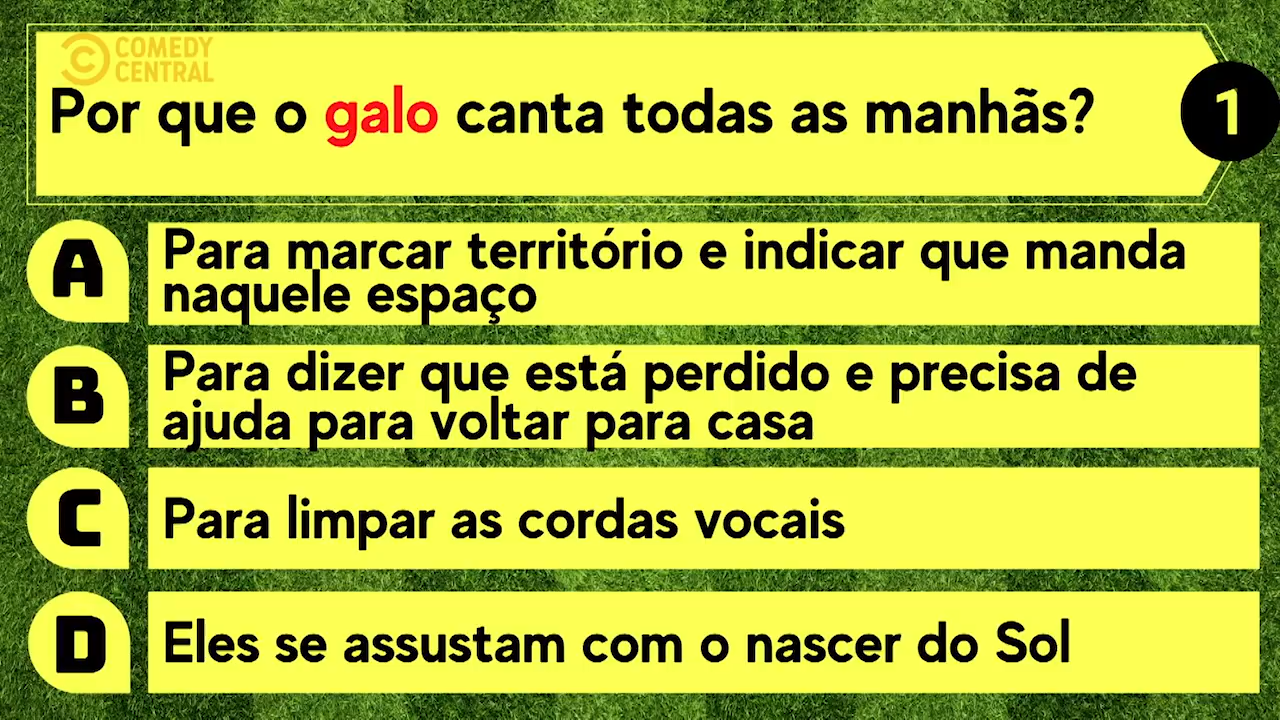 COMEDY
CENTRAL
Por que o galo canta todas as manhãs?
1
A
Para marcar território e indicar que manda
naquele espaço
B
Para dizer que está perdido e precisa de
ajuda para voltar para casa
C
Para limpar as cordas vocais
D
Eles se assustam com o nascer do Sol